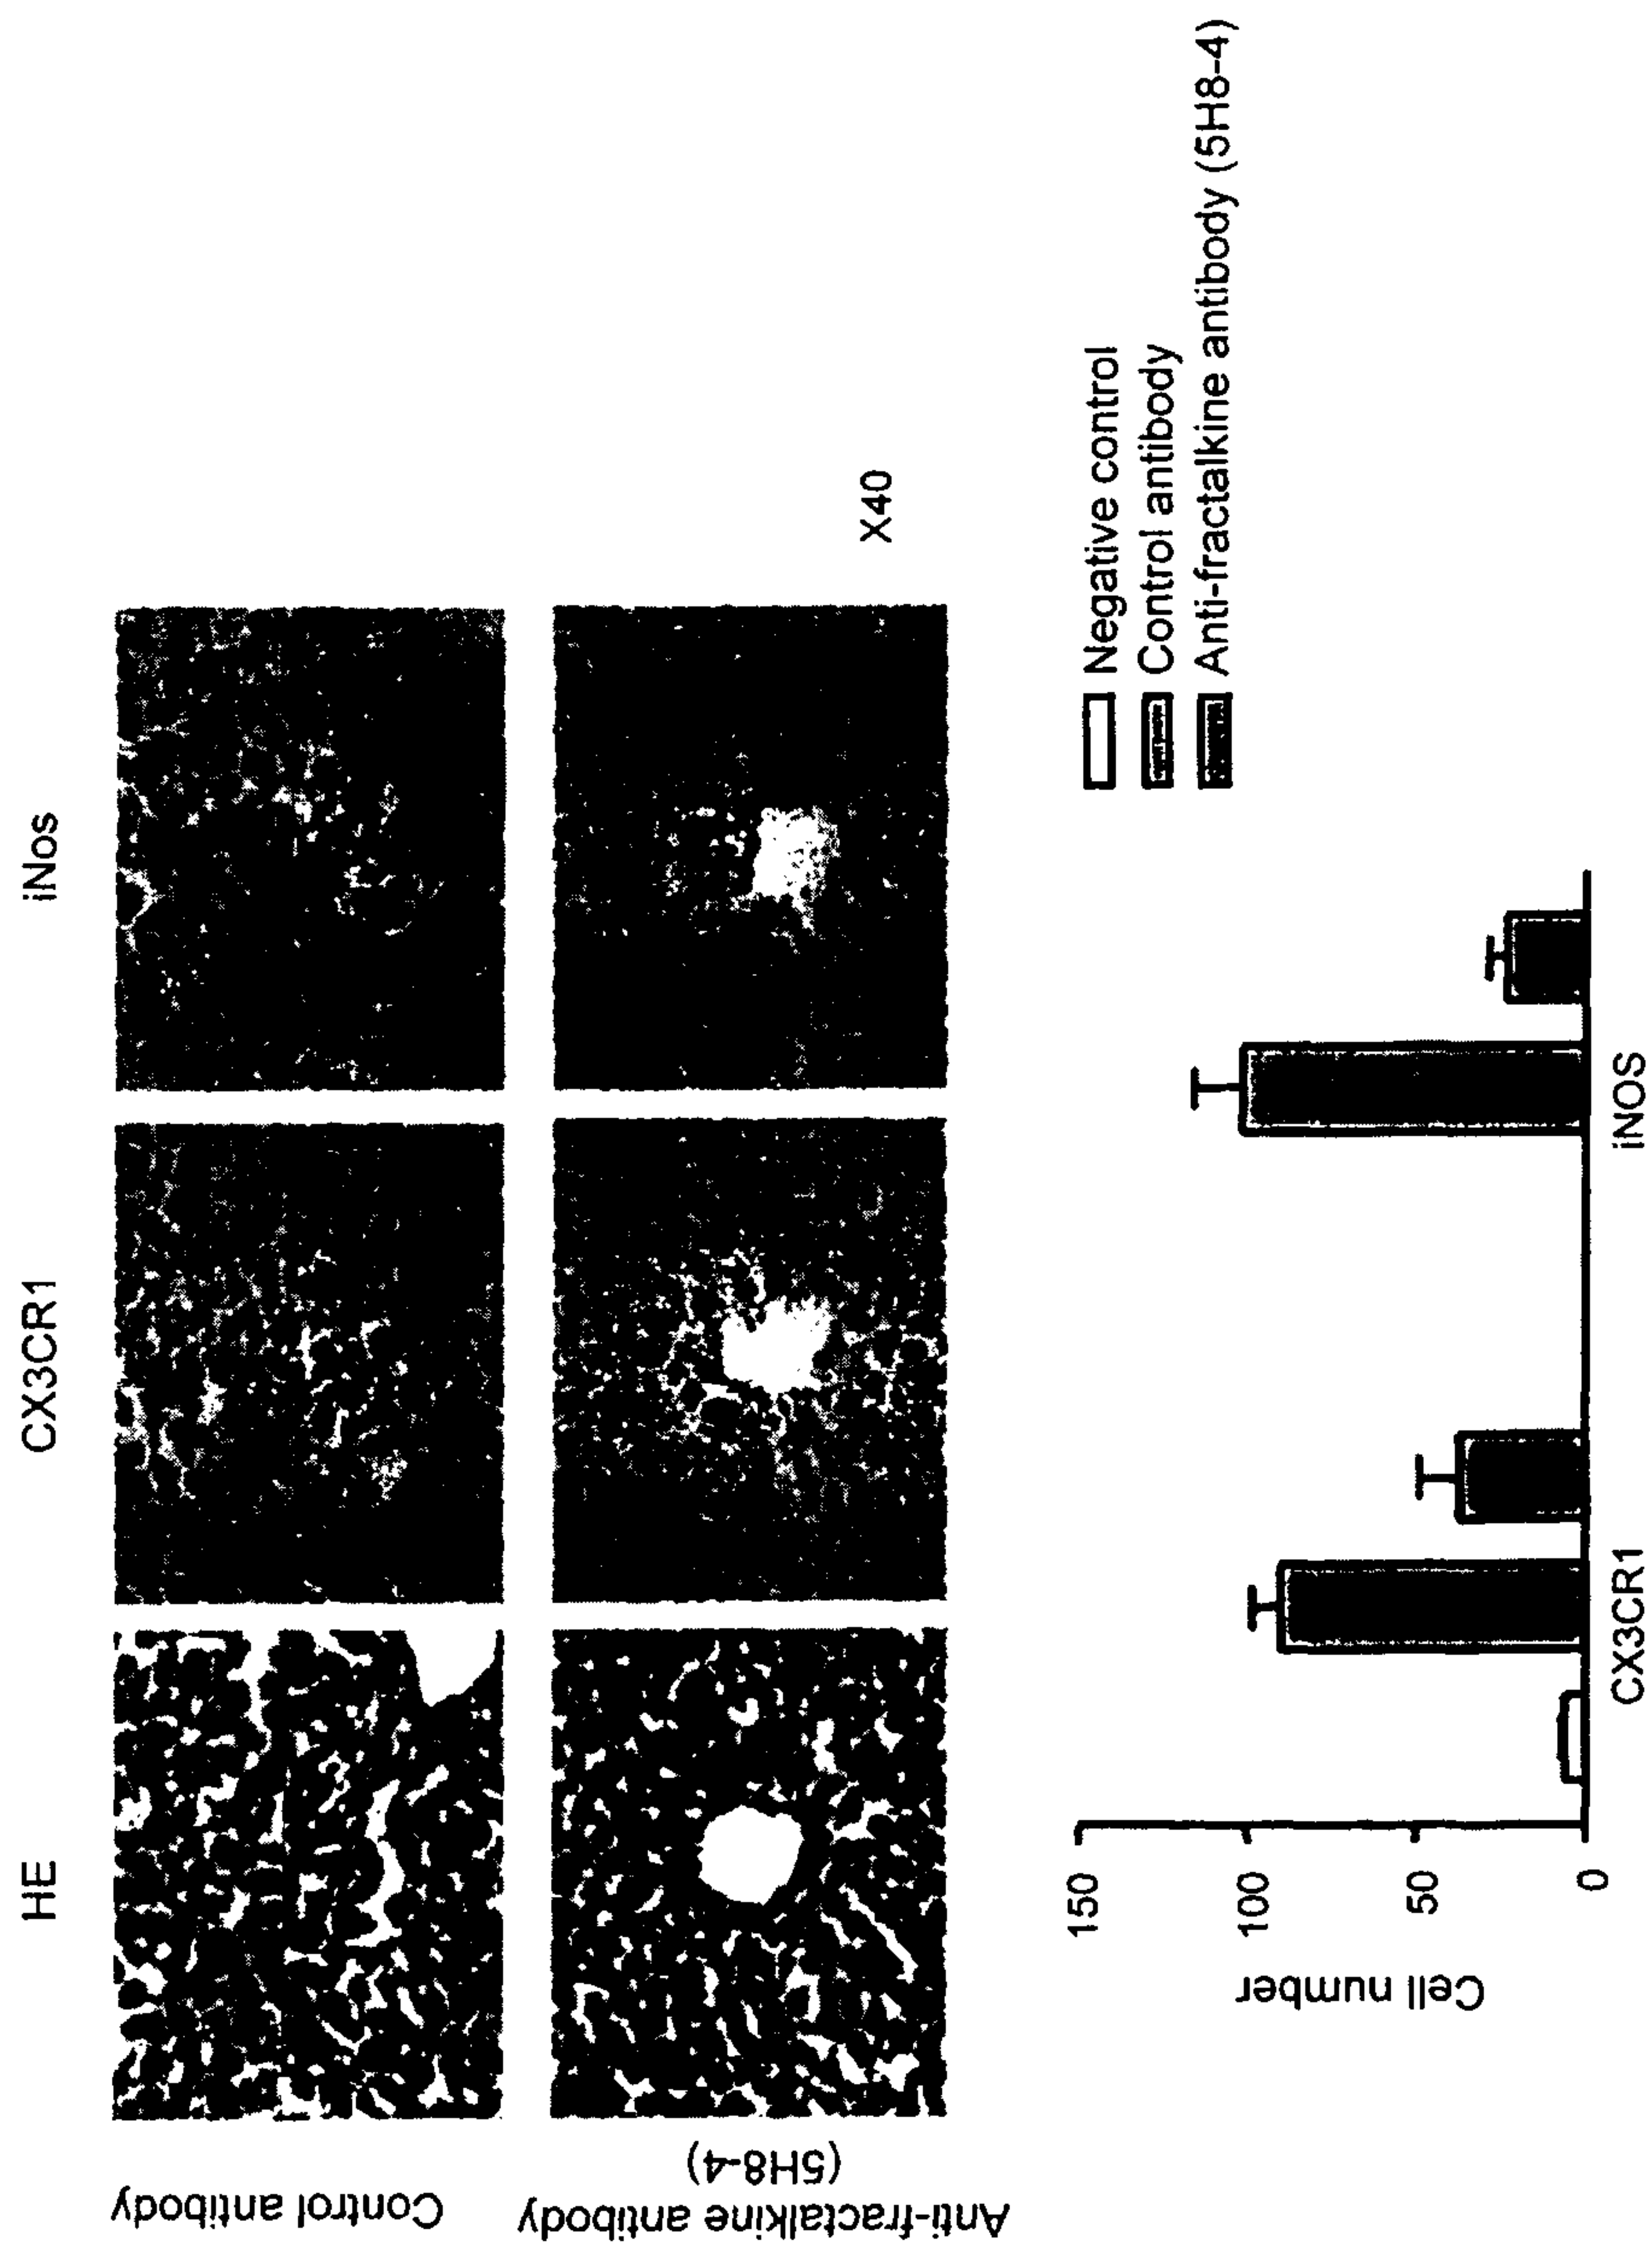 HE
CX3CR1
iNos
Control antibody
Anti-fractalkine antibody
(5H8-4)
X40
Negative control
Control antibody
Anti-fractalkine antibody (5H8-4)
Cell number
150
100
50
0
CX3CR1
iNOS